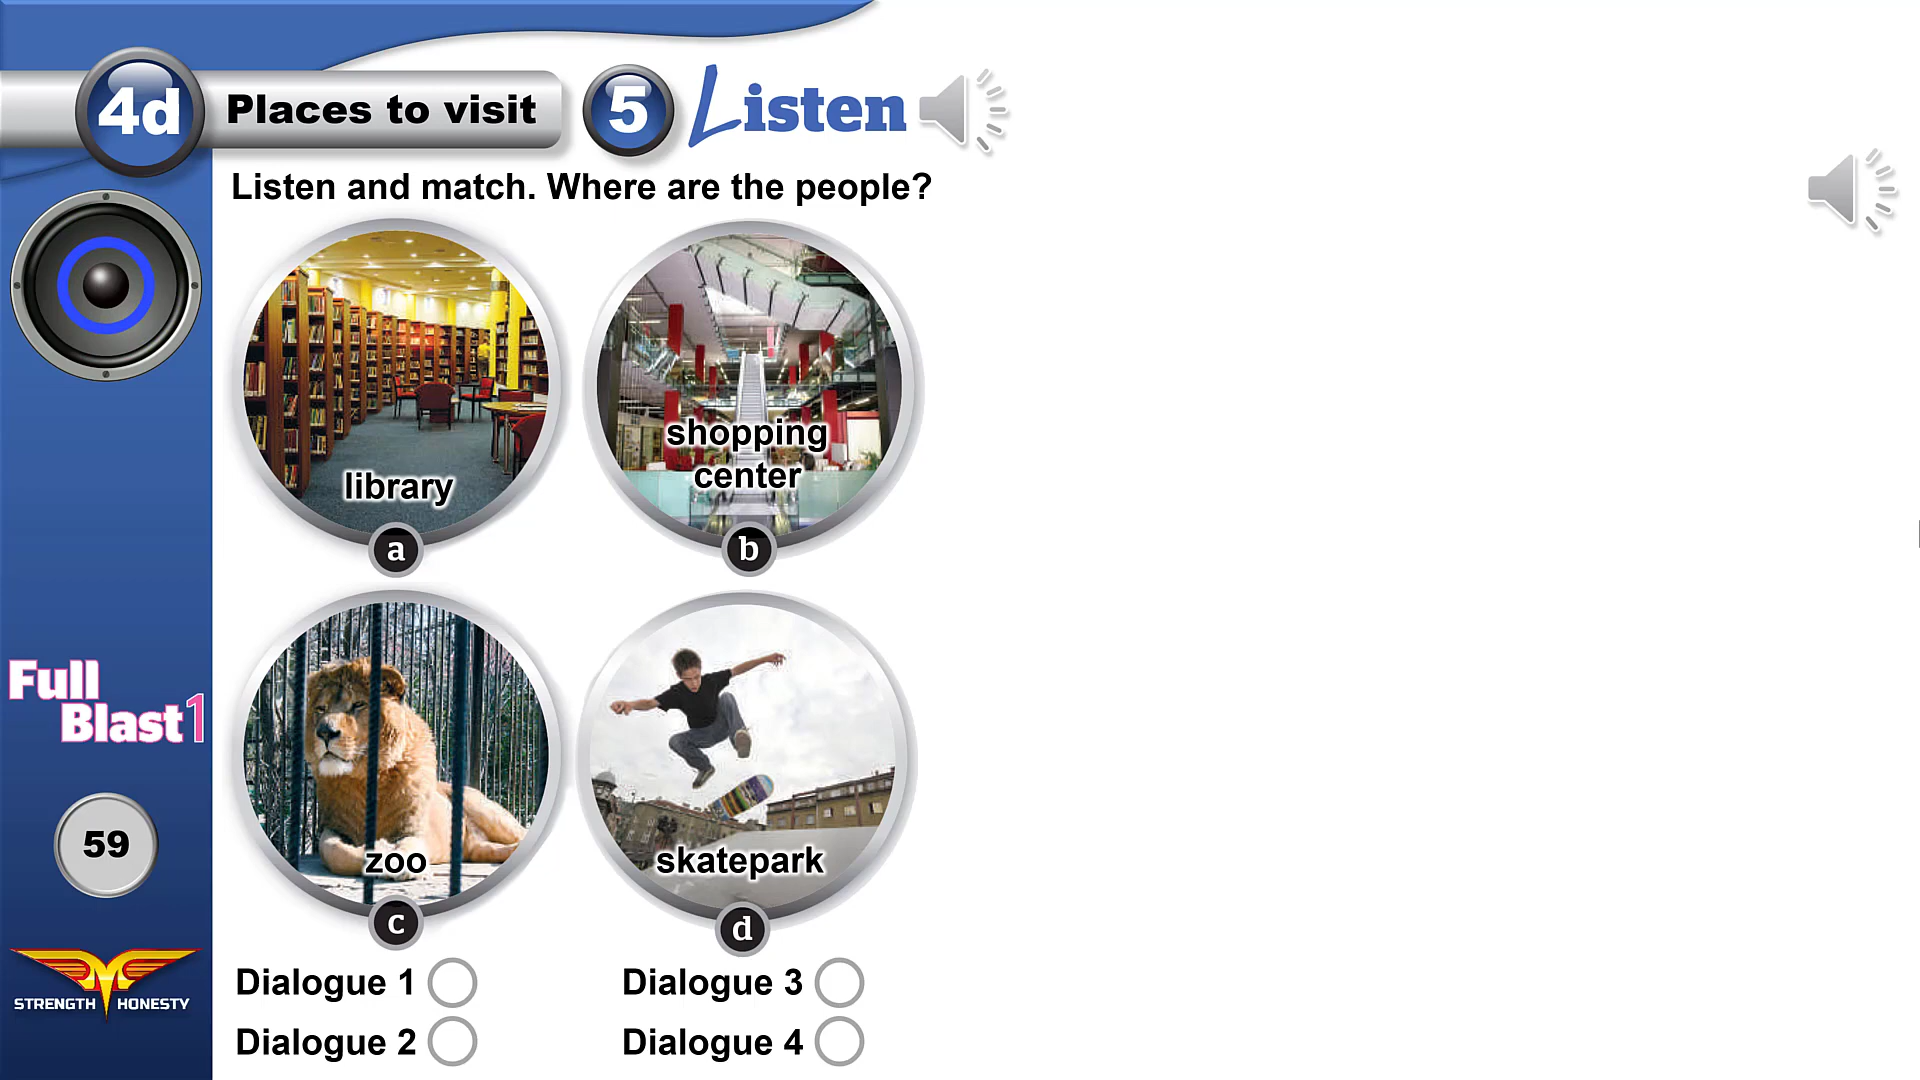 4d Places to visit 5 Listen
Listen and match. Where are the people?
library
a
shopping
center
b
zoo
c
skatepark
d
Full
Blast1
59
STRENGTH HONESTY
Dialogue 1
Dialogue 3
Dialogue 2
Dialogue 4